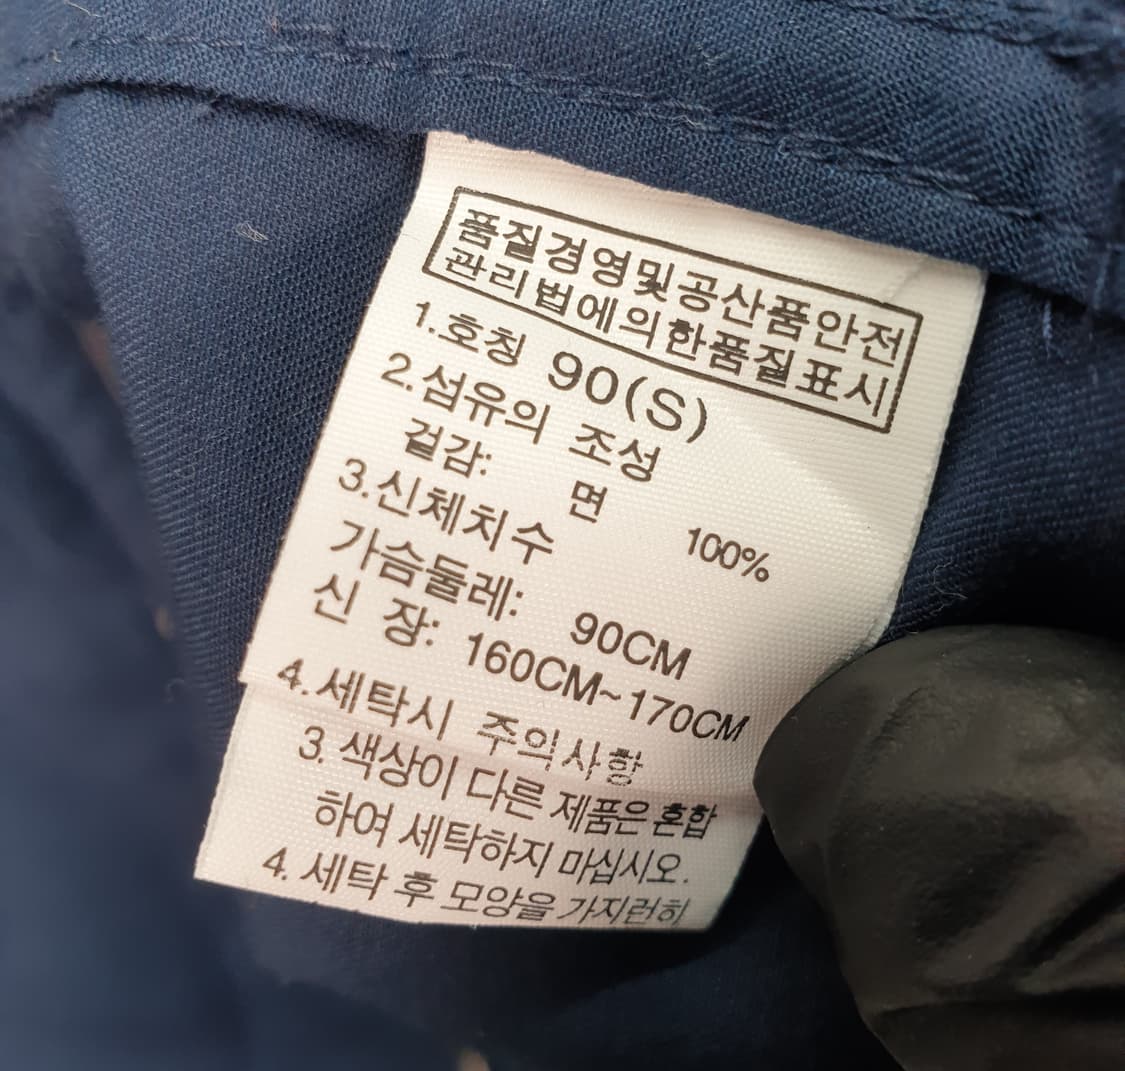 품질경영및공산품안전
관리법에의한품질표시
1.호칭 90(S)
2.섬유의 조성
겉감: 면 100%
3.신체치수
가슴둘레: 90CM
신 장: 160CM~170CM
4.세탁시 주의사항
3. 색상이 다른 제품은 혼합
하여 세탁하지 마십시오.
4. 세탁 후 모양을 가지런히